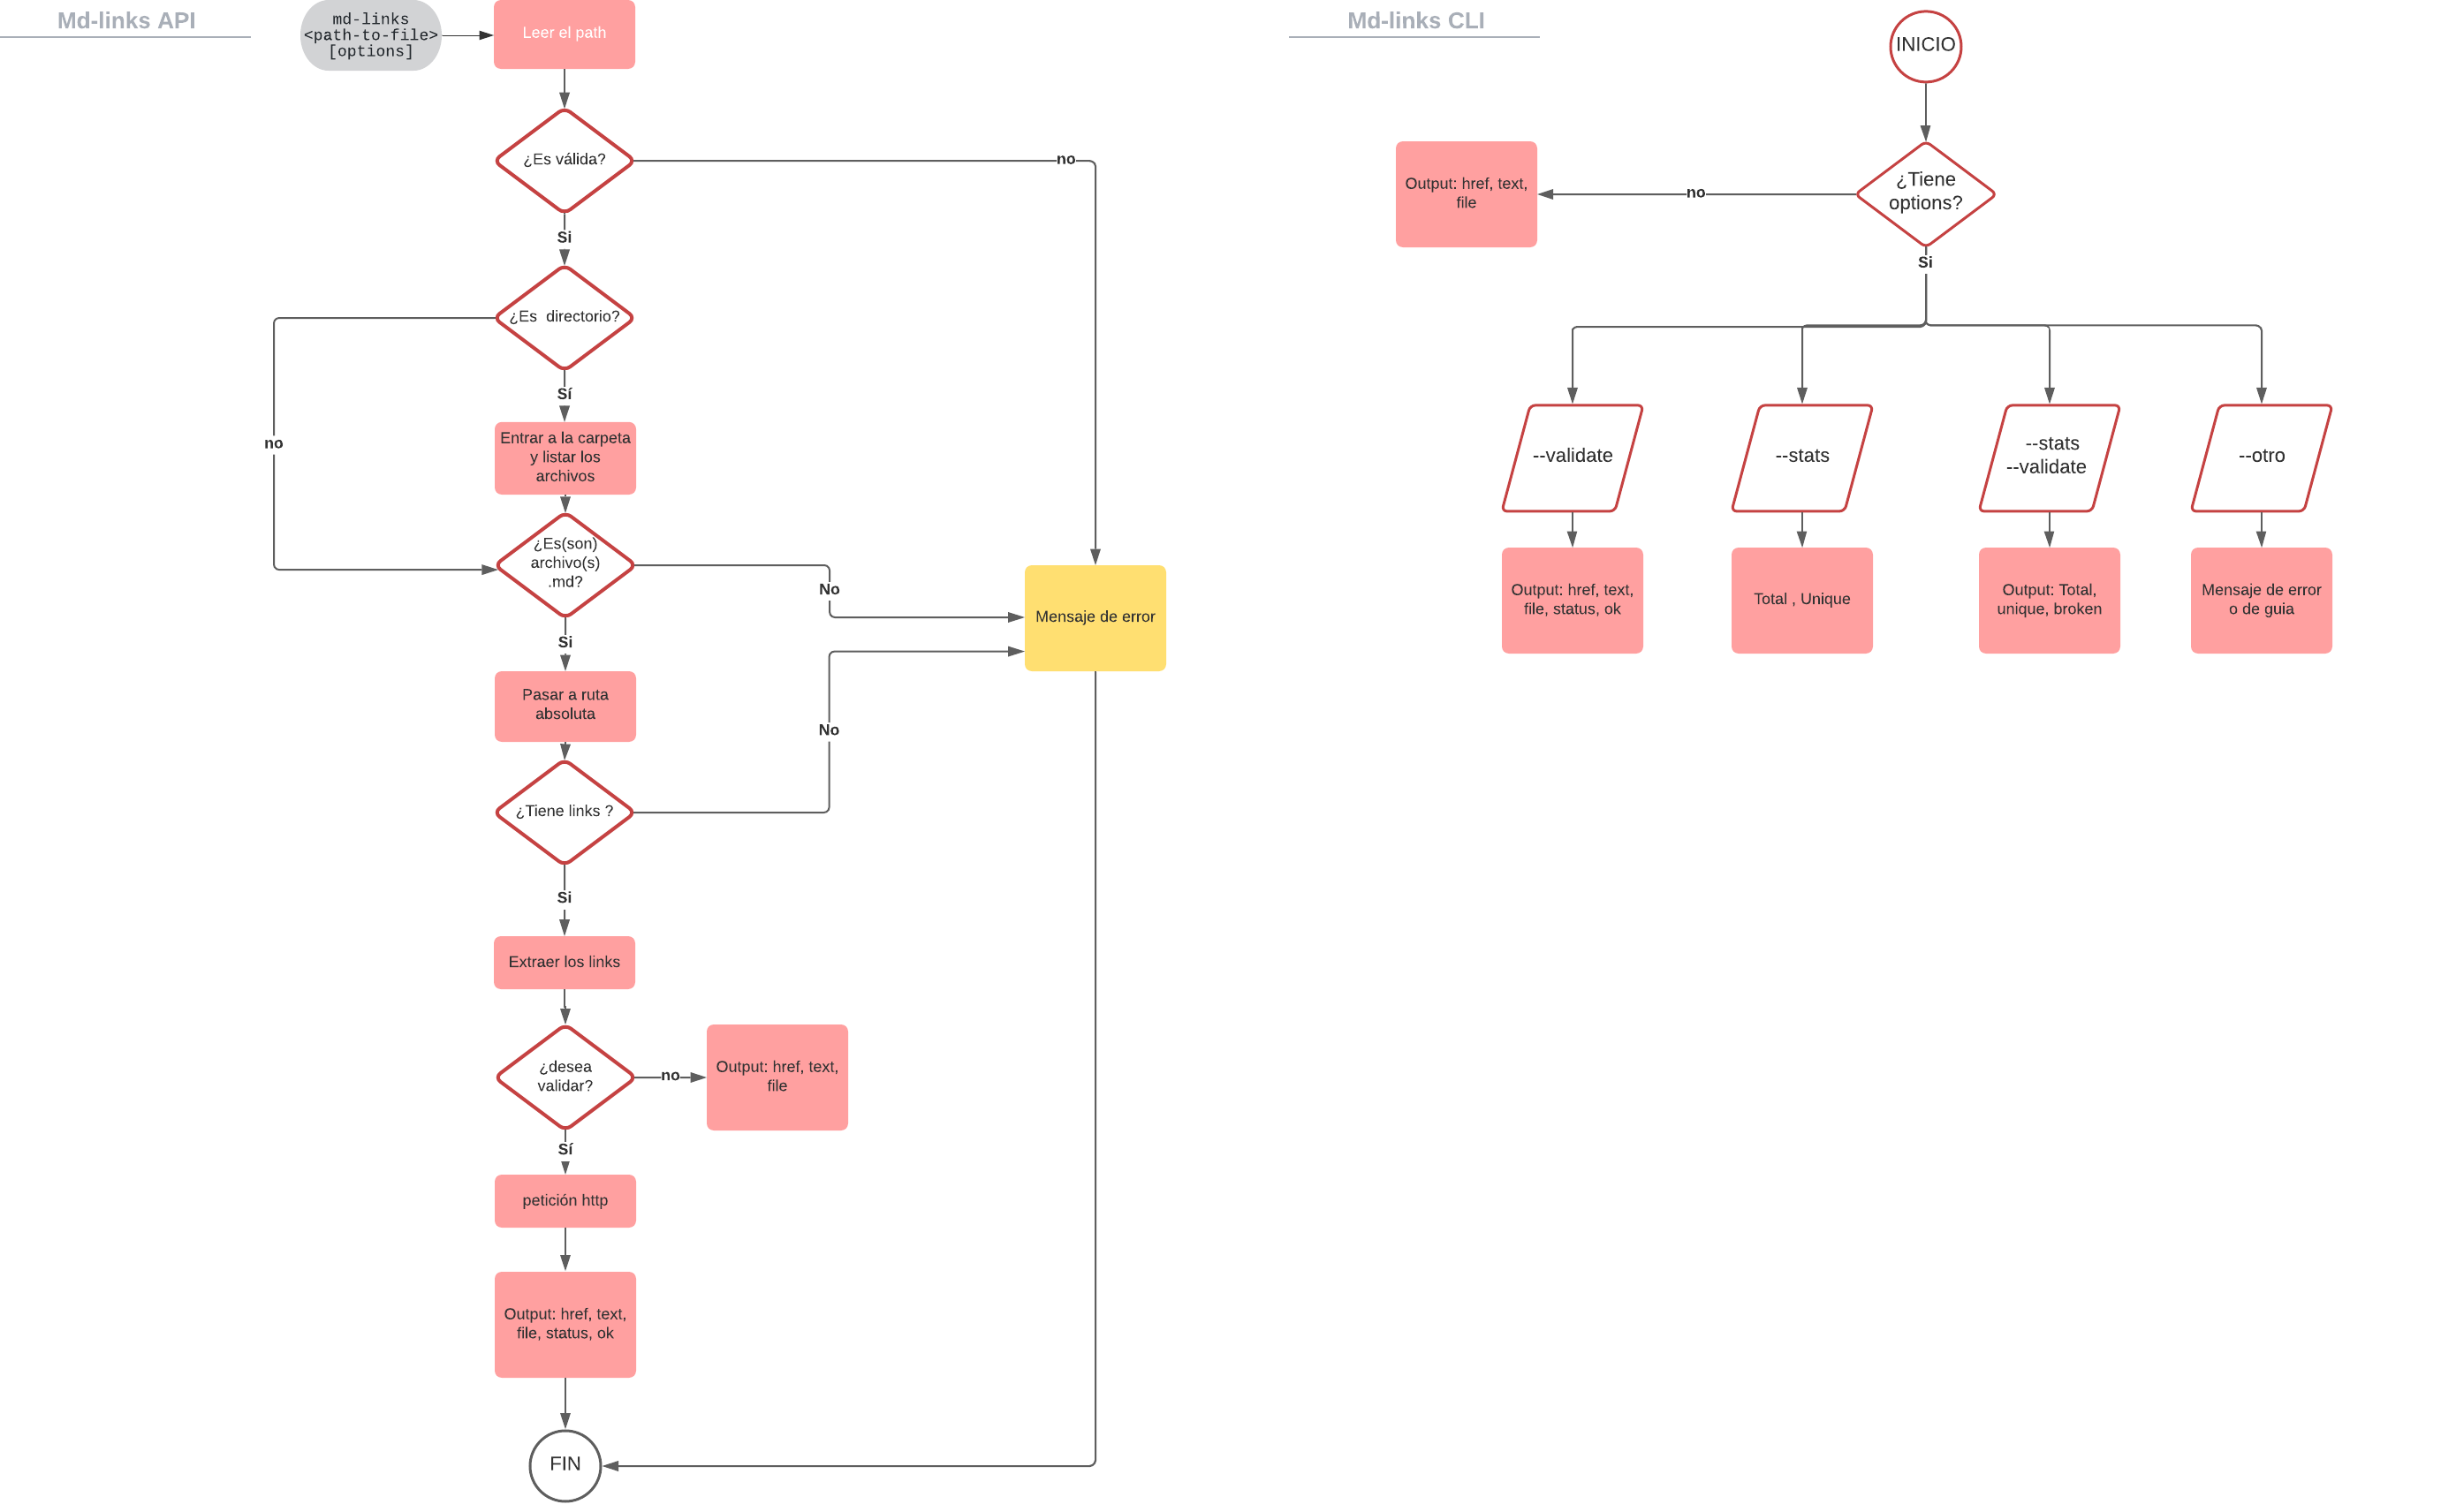 Md-links API
md-links
<path-to-file>
[options]
Leer el path
¿Es válida?
no
Si
¿Es  directorio?
no
Sí
Entrar a la carpeta
y listar los
archivos
¿Es(son)
archivo(s)
.md?
No
Si
Mensaje de error
Pasar a ruta
absoluta
No
¿Tiene links ?
Si
Extraer los links
¿desea
validar?
no
Output: href, text,
file
Sí
petición http
Output: href, text,
file, status, ok
FIN
Md-links CLI
INICIO
¿Tiene
options?
no
Output: href, text,
file
Si
--validate
--stats
--stats
--validate
--otro
Output: href, text,
file, status, ok
Total , Unique
Output: Total,
unique, broken
Mensaje de error
o de guia